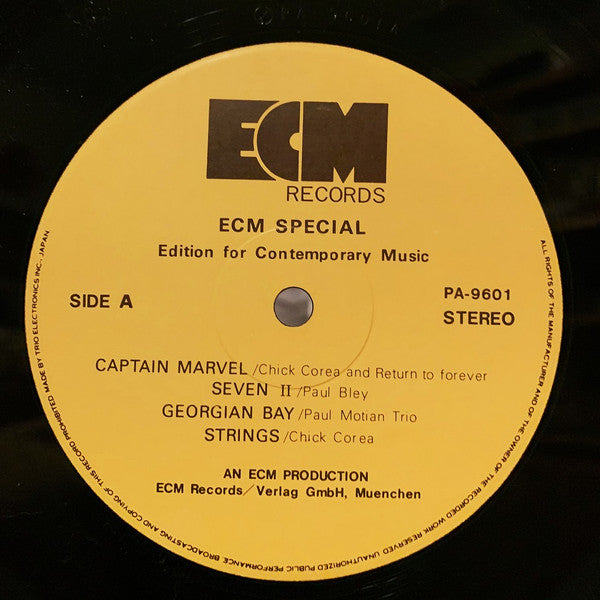 ECM
RECORDS
ECM SPECIAL
Edition for Contemporary Music
SIDE A
PA-9601
STEREO
CAPTAIN MARVEL/Chick Corea and Return to forever
SEVEN II/Paul Bley
GEORGIAN BAY/Paul Motian Trio
STRINGS/Chick Corea
AN ECM PRODUCTION
ECM Records/Verlag GmbH, Muenchen
ALL RIGHTS OF THE MANUFACTURER AND OF THE OWNER OF THE RECORDED WORK RESERVED UNAUTHORIZED PUBLIC PERFORMANCE BROADCASTING AND COPYING OF THIS RECORD PROHIBITED MADE BY TRIO ELECTRONICS INC., JAPAN